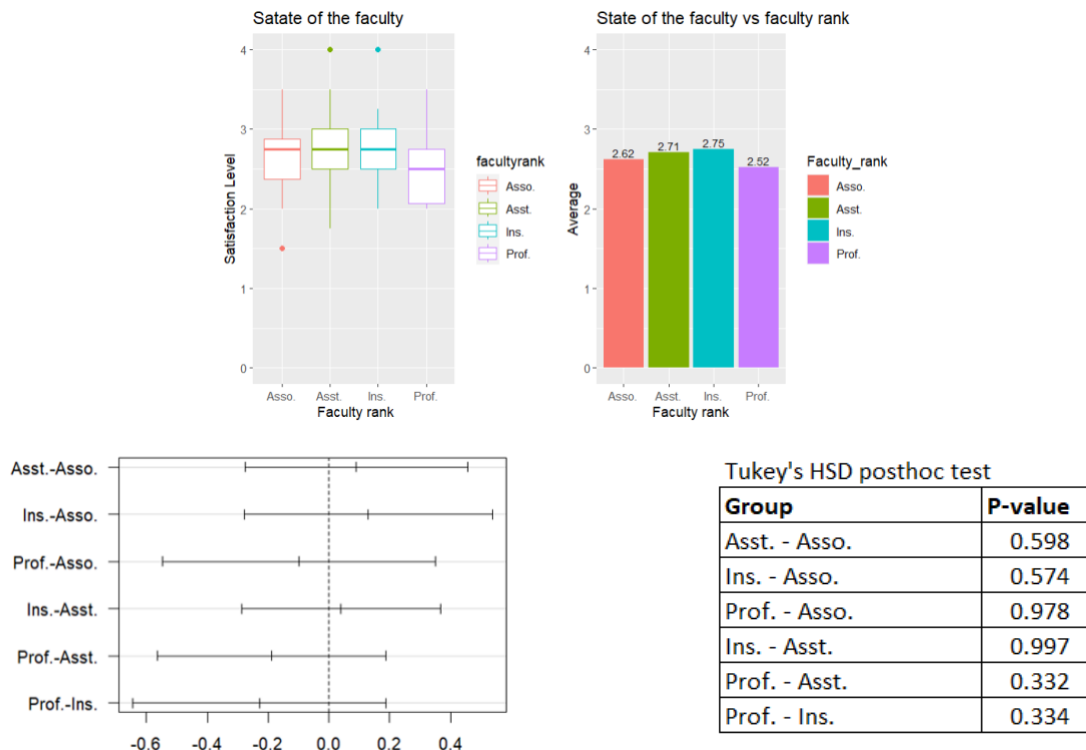 Satate of the faculty
4
3
2
1
0
Satisfaction Level
Asso. Asst. Ins. Prof.
Faculty rank
facultyrank
Asso.
Asst.
Ins.
Prof.
State of the faculty vs faculty rank
4
3
2
1
0
Average
2.62 2.71 2.75 2.52
Asso. Asst. Ins. Prof.
Faculty rank
Faculty_rank
Asso.
Asst.
Ins.
Prof.
Asst.-Asso.
Ins.-Asso.
Prof.-Asso.
Ins.-Asst.
Prof.-Asst.
Prof.-Ins.
-0.6 -0.4 -0.2 0.0 0.2 0.4
Tukey's HSD posthoc test
Group P-value
Asst. - Asso. 0.598
Ins. - Asso. 0.574
Prof. - Asso. 0.978
Ins. - Asst. 0.997
Prof. - Asst. 0.332
Prof. - Ins. 0.334